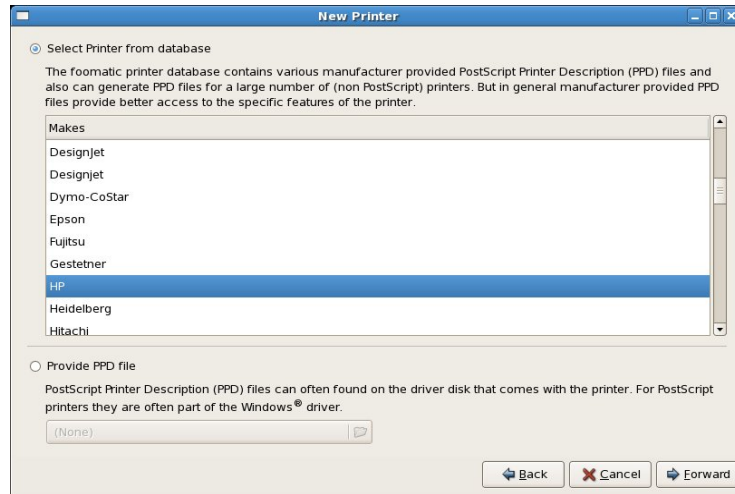 New Printer
Select Printer from database
The foomatic printer database contains various manufacturer provided PostScript Printer Description (PPD) files and
also can generate PPD files for a large number of (non PostScript) printers. But in general manufacturer provided PPD
files provide better access to the specific features of the printer.
Makes
DesignJet
Designjet
Dymo-CoStar
Epson
Fujitsu
Gestetner
HP
Heidelberg
Hitachi
Provide PPD file
PostScript Printer Description (PPD) files can often found on the driver disk that comes with the printer. For PostScript
printers they are often part of the Windows® driver.
(None)
Back Cancel Forward